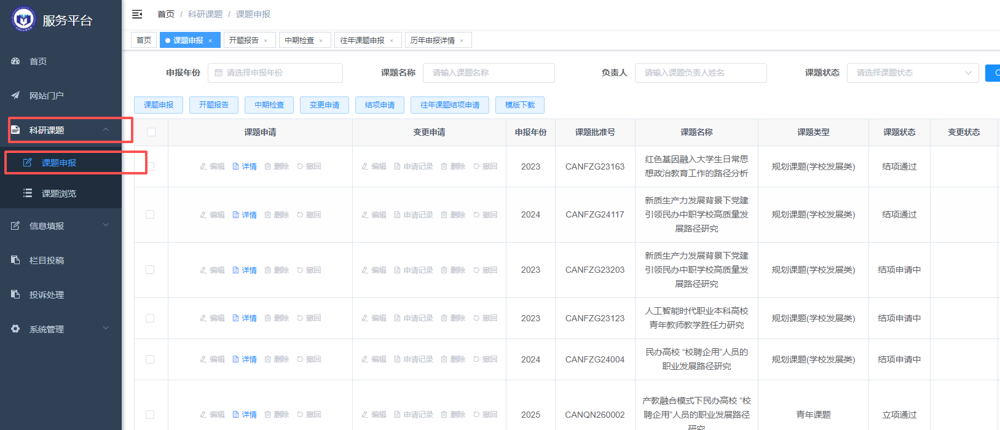 服务平台
首页 / 科研课题 / 课题申报
首页 课题申报 × 开题报告 × 中期检查 × 往年课题申报 × 历年申报详情 ×
首页
网站门户
科研课题
课题申报
课题浏览
信息填报
栏目投稿
投诉处理
系统管理
申报年份 请选择申报年份 课题名称 请输入课题名称 负责人 请输入课题负责人姓名 课题状态 请选择课题状态
课题申报 开题报告 中期检查 变更申请 结项申请 往年课题结项申请 模版下载
课题申请 变更申请 申报年份 课题批准号 课题名称 课题类型 课题状态 变更状态
编辑 详情 删除 撤回 编辑 申请记录 删除 撤回 2023 CANFZG23163
红色基因融入大学生日常思
想政治教育工作的路径分析
规划课题(学校发展类) 结项通过
编辑 详情 删除 撤回 编辑 申请记录 删除 撤回 2024 CANFZG24117
新质生产力发展背景下党建
引领民办中职学校高质量发
展路径研究
规划课题(学校发展类) 结项通过
编辑 详情 删除 撤回 编辑 申请记录 删除 撤回 2023 CANFZG23203
新质生产力发展背景下党建
引领民办中职学校高质量发
展路径研究
规划课题(学校发展类) 结项申请中
编辑 详情 删除 撤回 编辑 申请记录 删除 撤回 2023 CANFZG23123
人工智能时代职业本科高校
青年教师教学胜任力研究
规划课题(学校发展类) 结项申请中
编辑 详情 删除 撤回 编辑 申请记录 删除 撤回 2024 CANFZG24004
民办高校 “校聘企用”人员的
职业发展路径研究
规划课题(学校发展类) 结项申请中
编辑 详情 删除 撤回 编辑 申请记录 删除 撤回 2025 CANQN260002
产教融合模式下民办高校 “校
聘企用”人员的职业发展路径
研究
青年课题 立项通过